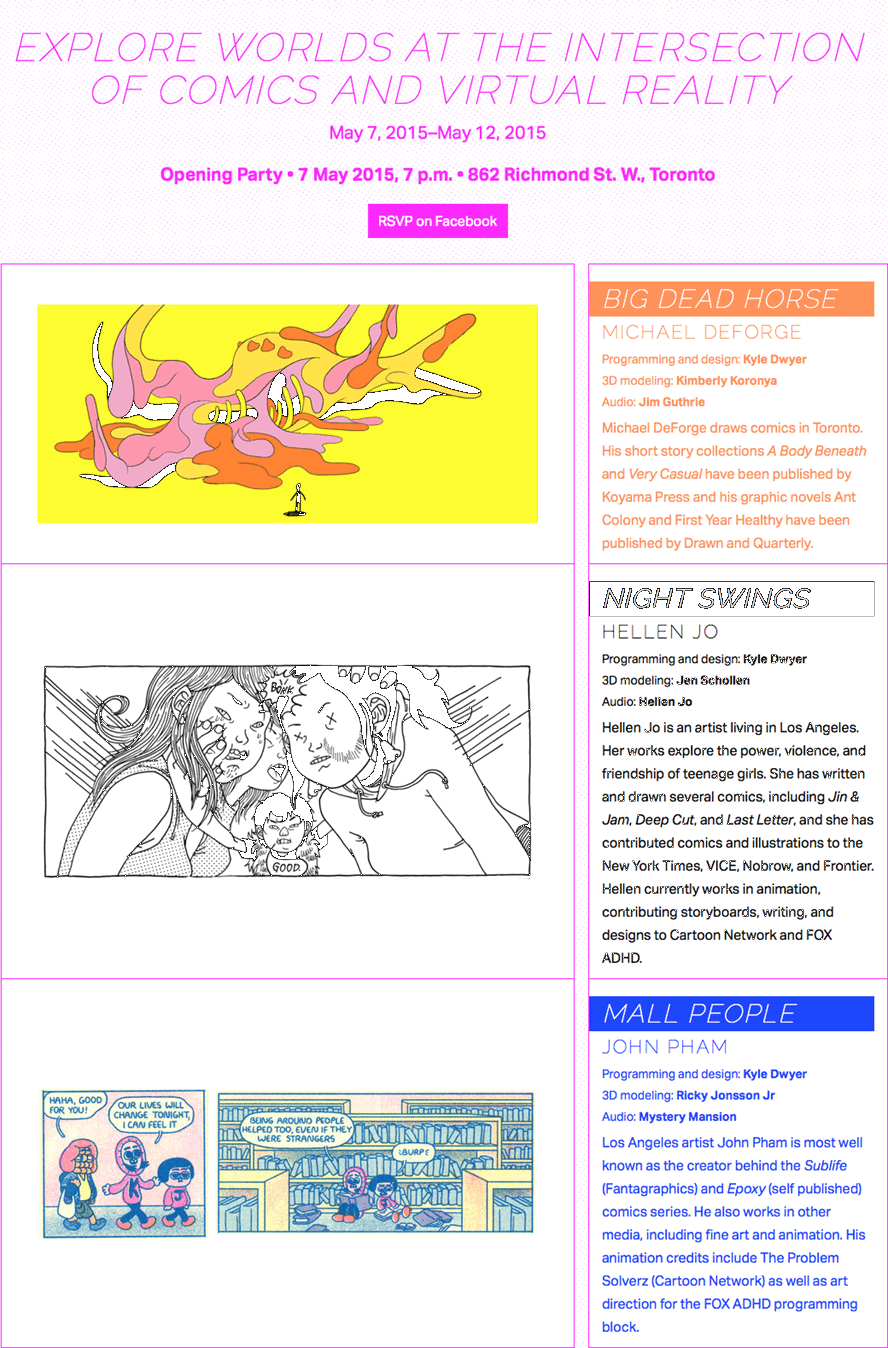 EXPLORE WORLDS AT THE INTERSECTION
OF COMICS AND VIRTUAL REALITY
May 7, 2015–May 12, 2015
Opening Party • 7 May 2015, 7 p.m. • 862 Richmond St. W., Toronto
RSVP on Facebook
BIG DEAD HORSE
MICHAEL DEFORGE
Programming and design: Kyle Dwyer
3D modeling: Kimberly Koronya
Audio: Jim Guthrie
Michael DeForge draws comics in Toronto.
His short story collections A Body Beneath
and Very Casual have been published by
Koyama Press and his graphic novels Ant
Colony and First Year Healthy have been
published by Drawn and Quarterly.
BONK
GOOD.
NIGHT SWINGS
HELLEN JO
Programming and design: Kyle Dwyer
3D modeling: Jen Schollen
Audio: Hellen Jo
Hellen Jo is an artist living in Los Angeles.
Her works explore the power, violence, and
friendship of teenage girls. She has written
and drawn several comics, including Jin &
Jam, Deep Cut, and Last Letter, and she has
contributed comics and illustrations to the
New York Times, VICE, Nobrow, and Frontier.
Hellen currently works in animation,
contributing storyboards, writing, and
designs to Cartoon Network and FOX
ADHD.
HAHA, GOOD
FOR YOU!
OUR LIVES WILL
CHANGE TONIGHT,
I CAN FEEL IT
K
J
BEING AROUND PEOPLE
HELPED TOO, EVEN IF THEY
WERE STRANGERS
BURP
MALL PEOPLE
JOHN PHAM
Programming and design: Kyle Dwyer
3D modeling: Ricky Jonsson Jr
Audio: Mystery Mansion
Los Angeles artist John Pham is most well
known as the creator behind the Sublife
(Fantagraphics) and Epoxy (self published)
comics series. He also works in other
media, including fine art and animation. His
animation credits include The Problem
Solverz (Cartoon Network) as well as art
direction for the FOX ADHD programming
block.